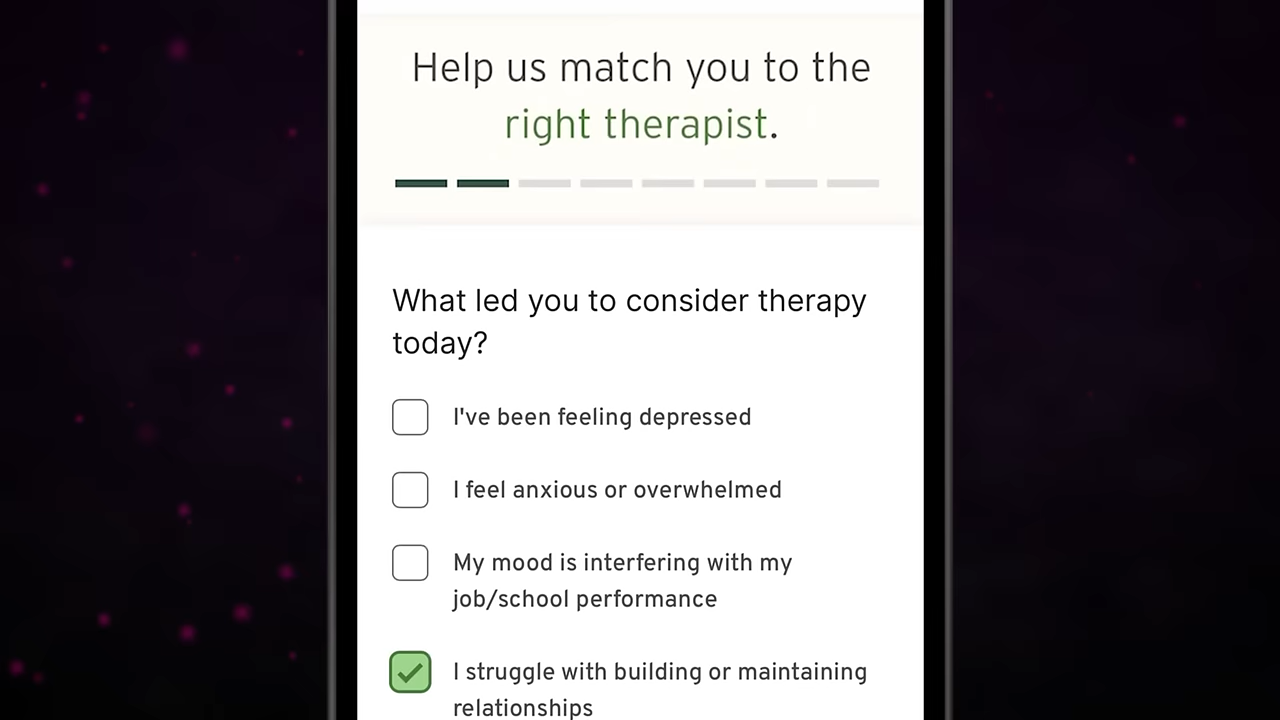 Help us match you to the
right therapist.
What led you to consider therapy
today?
I've been feeling depressed
I feel anxious or overwhelmed
My mood is interfering with my
job/school performance
I struggle with building or maintaining
relationships